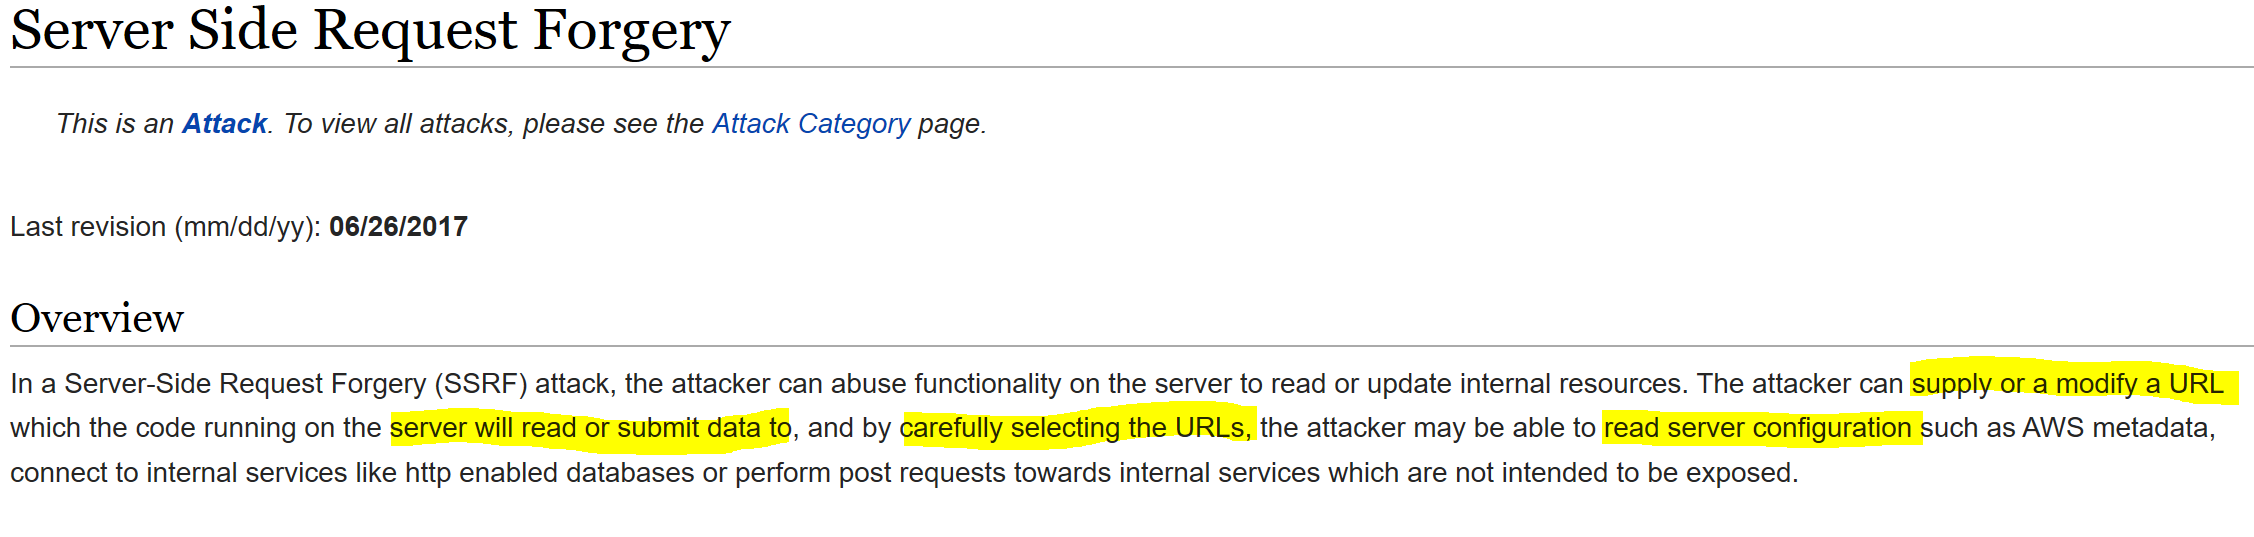 Server Side Request Forgery
This is an Attack. To view all attacks, please see the Attack Category page.
Last revision (mm/dd/yy): 06/26/2017
Overview
In a Server-Side Request Forgery (SSRF) attack, the attacker can abuse functionality on the server to read or update internal resources. The attacker can supply or a modify a URL
which the code running on the server will read or submit data to, and by carefully selecting the URLs, the attacker may be able to read server configuration such as AWS metadata,
connect to internal services like http enabled databases or perform post requests towards internal services which are not intended to be exposed.